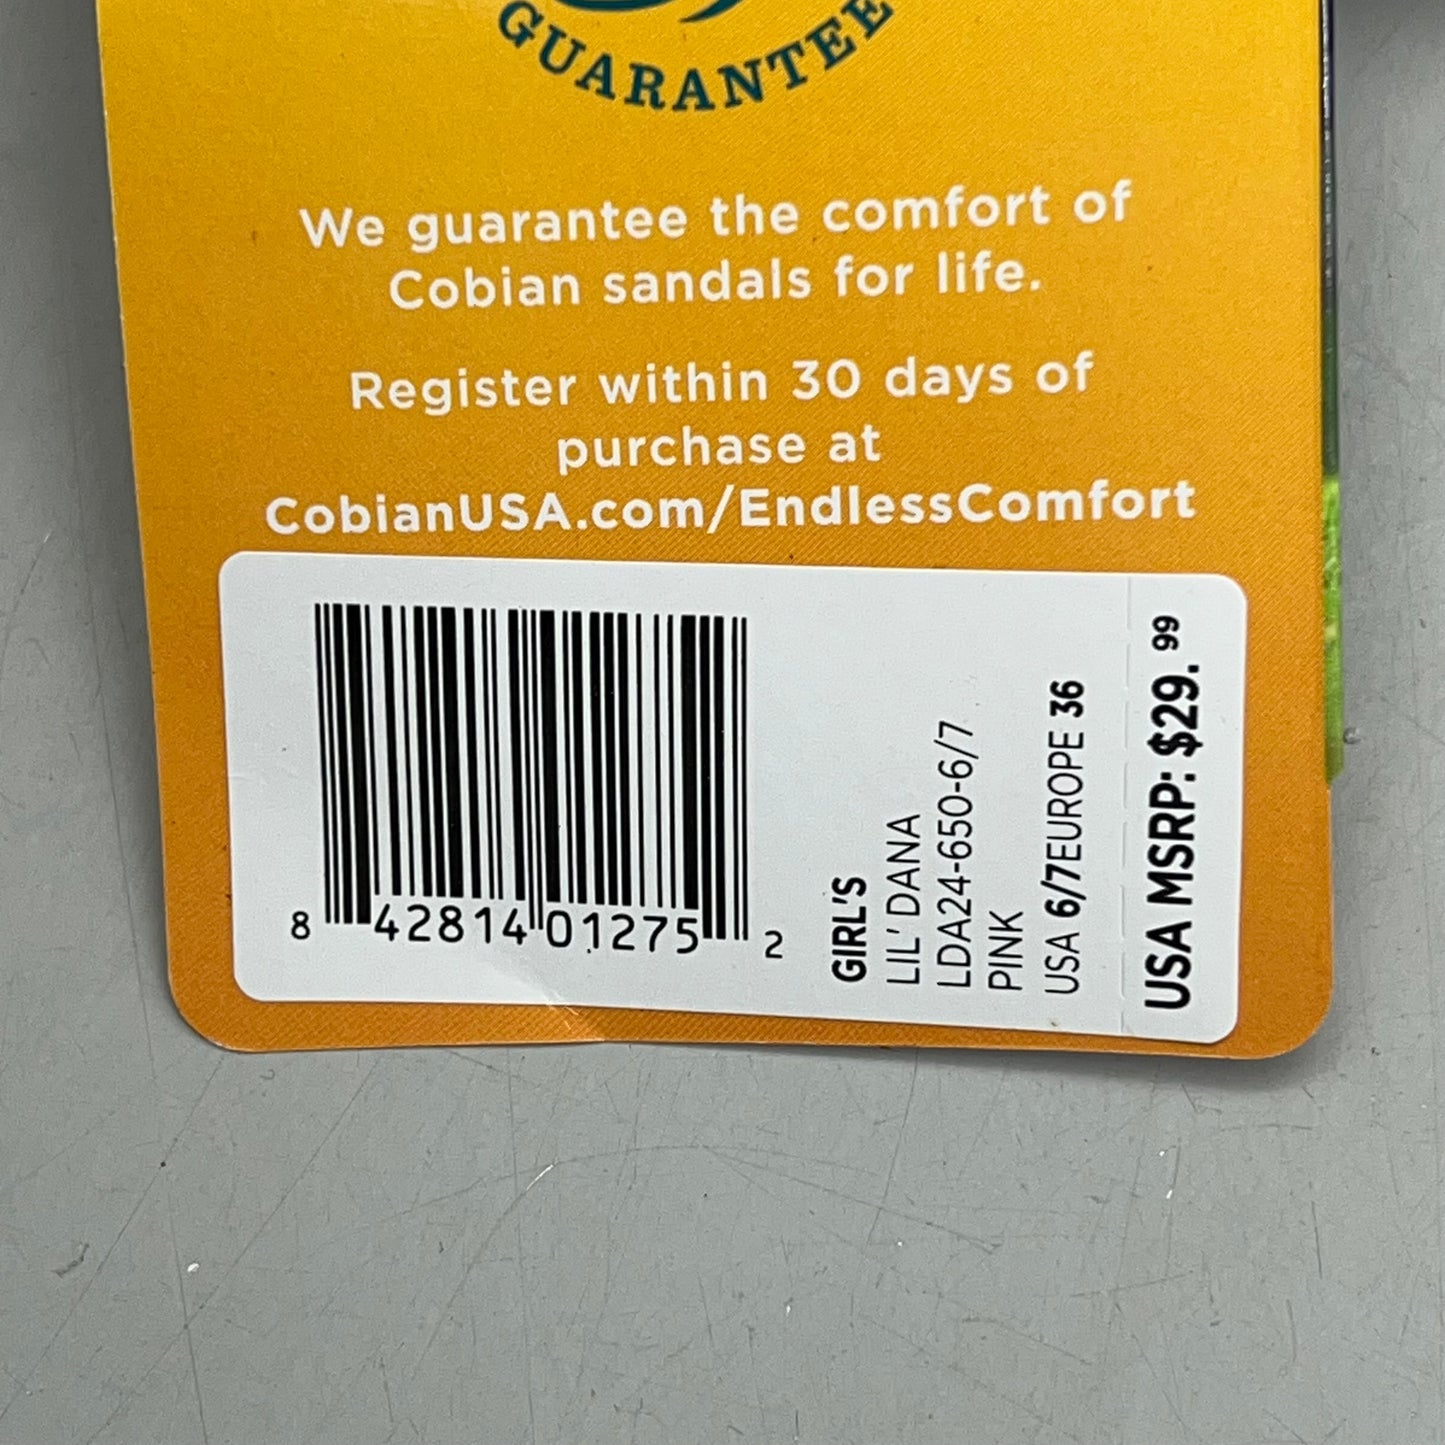 GUARANTEE
We guarantee the comfort of
Cobian sandals for life.
Register within 30 days of
purchase at
CobianUSA.com/EndlessComfort
8 42814 01275 2
GIRL'S
LIL' DANA
LDA24-650-6/7
PINK
USA 6/7EUROPE 36
USA MSRP: $29.99